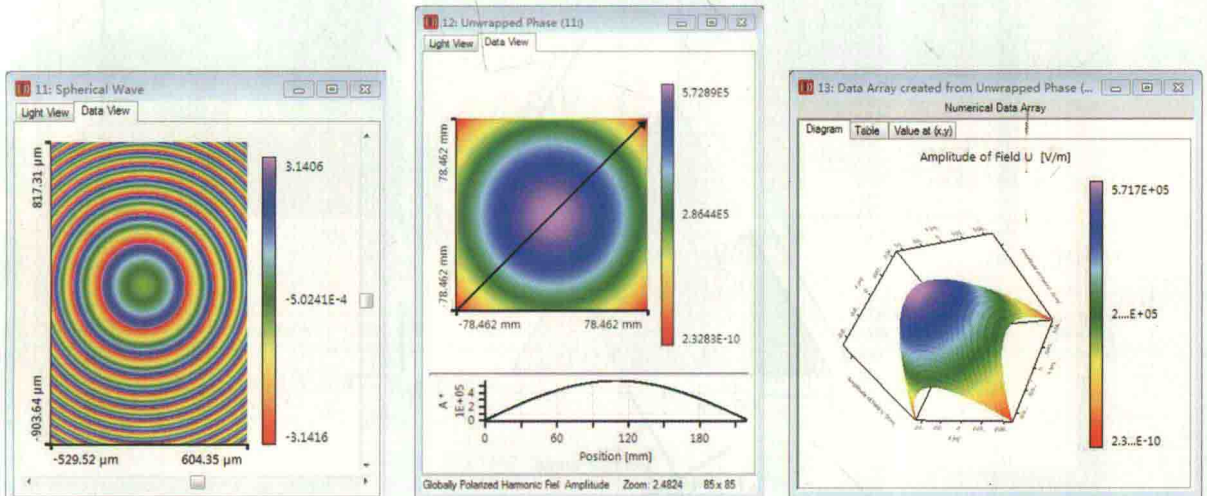 11: Spherical Wave
Light View Data View
817.31 µm
-903.64 µm
-529.52 µm 604.35 µm
3.1406
-5.0241E-4
-3.1416
12: Unwrapped Phase (11:)
Light View Data View
78.462 mm
-78.462 mm
-78.462 mm 78.462 mm
5.7289E5
2.8644E5
2.3283E-10
A *
1E+05
4
2
0
0 60 120 180
Position [mm]
Globally Polarized Harmonic Fiel Amplitude Zoom: 2.4824 85 x 85
13: Data Array created from Unwrapped Phase (...
Numerical Data Array
Diagram Table Value at (x,y)
Amplitude of Field U [V/m]
5.717E+05
2....E+05
2.3...E-10